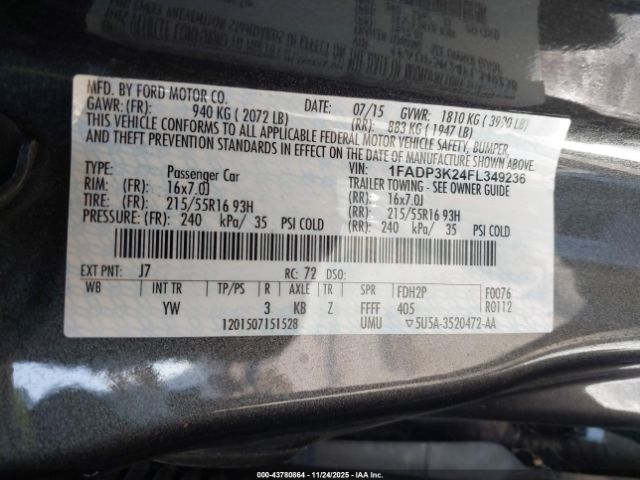 MFD. BY FORD MOTOR CO.
DATE: 07/15 GVWR: 1810 KG ( 3990 LB)
GAWR: (FR): 940 KG ( 2072 LB) (RR): 883 KG ( 1947 LB)
THIS VEHICLE CONFORMS TO ALL APPLICABLE FEDERAL MOTOR VEHICLE SAFETY, BUMPER,
AND THEFT PREVENTION STANDARDS IN EFFECT ON THE DATE OF MANUFACTURE SHOWN ABOVE.
VIN: 1FADP3K24FL349236
TYPE: Passenger Car TRAILER TOWING - SEE OWNER GUIDE
RIM: (FR) 16x7.0J (RR): 16x7.0J
TIRE: (FR) 215/55R16 93H (RR): 215/55R16 93H
PRESSURE: (FR) 240 kPa/ 35 PSI COLD (RR) 240 kPa/ 35 PSI COLD
EXT PNT: J7 RC: 72 DSO:
WB INT TR TP/PS R AXLE TR SPR FDH2P F0076
YW 3 KB Z FFFF 405 R0112
1201507151528 UMU ▽5U5A-3520472-AA
000-43780864 - 11/24/2025 - IAAI.COM